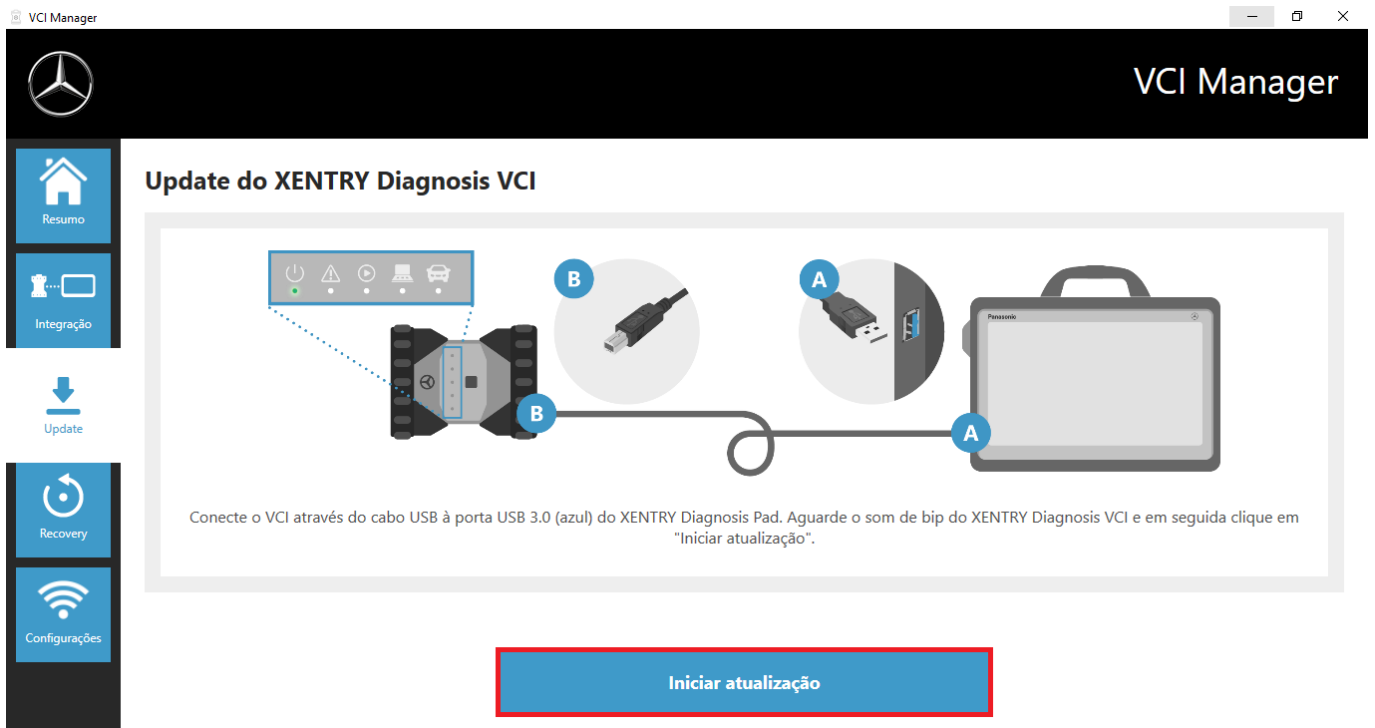 VCI Manager
VCI Manager
Resumo
Integração
Update
Recovery
Configurações
Update do XENTRY Diagnosis VCI
B
A
Panasonic
B
A
Conecte o VCI através do cabo USB à porta USB 3.0 (azul) do XENTRY Diagnosis Pad. Aguarde o som de bip do XENTRY Diagnosis VCI e em seguida clique em
"Iniciar atualização".
Iniciar atualização